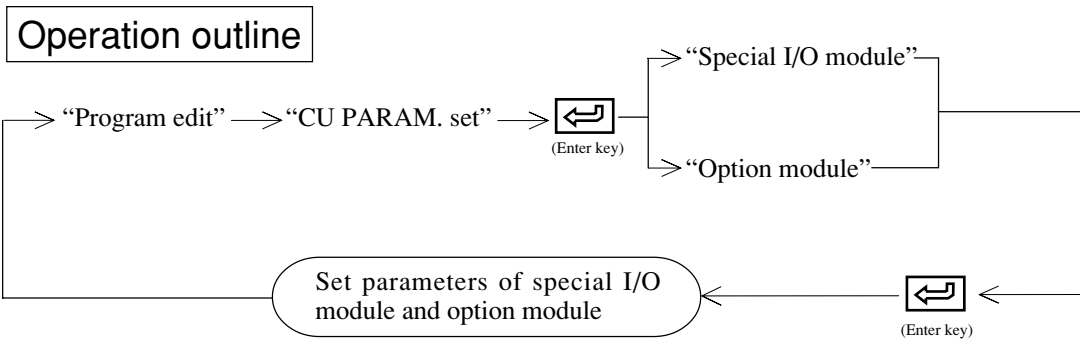 Operation outline
“Special I/O module”
“Program edit”
“CU PARAM. set”
(Enter key)
“Option module”
Set parameters of special I/O
module and option module
(Enter key)